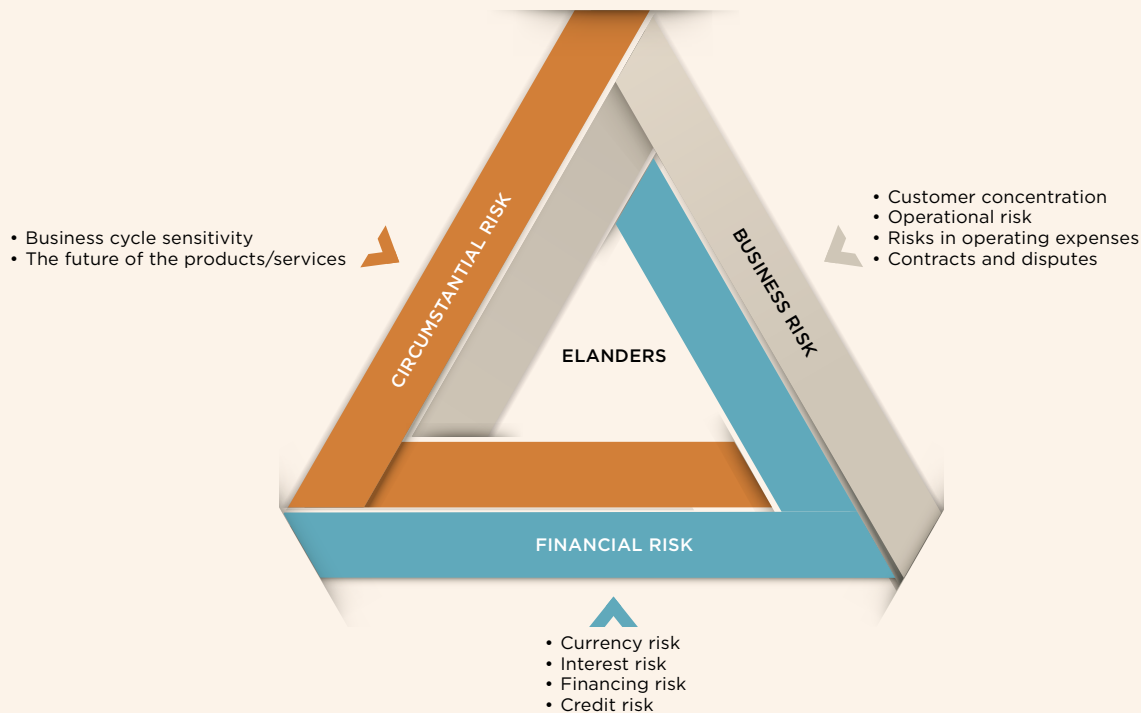 • Business cycle sensitivity
• The future of the products/services
CIRCUMSTANTIAL RISK
• Customer concentration
• Operational risk
• Risks in operating expenses
• Contracts and disputes
BUSINESS RISK
ELANDERS
FINANCIAL RISK
• Currency risk
• Interest risk
• Financing risk
• Credit risk